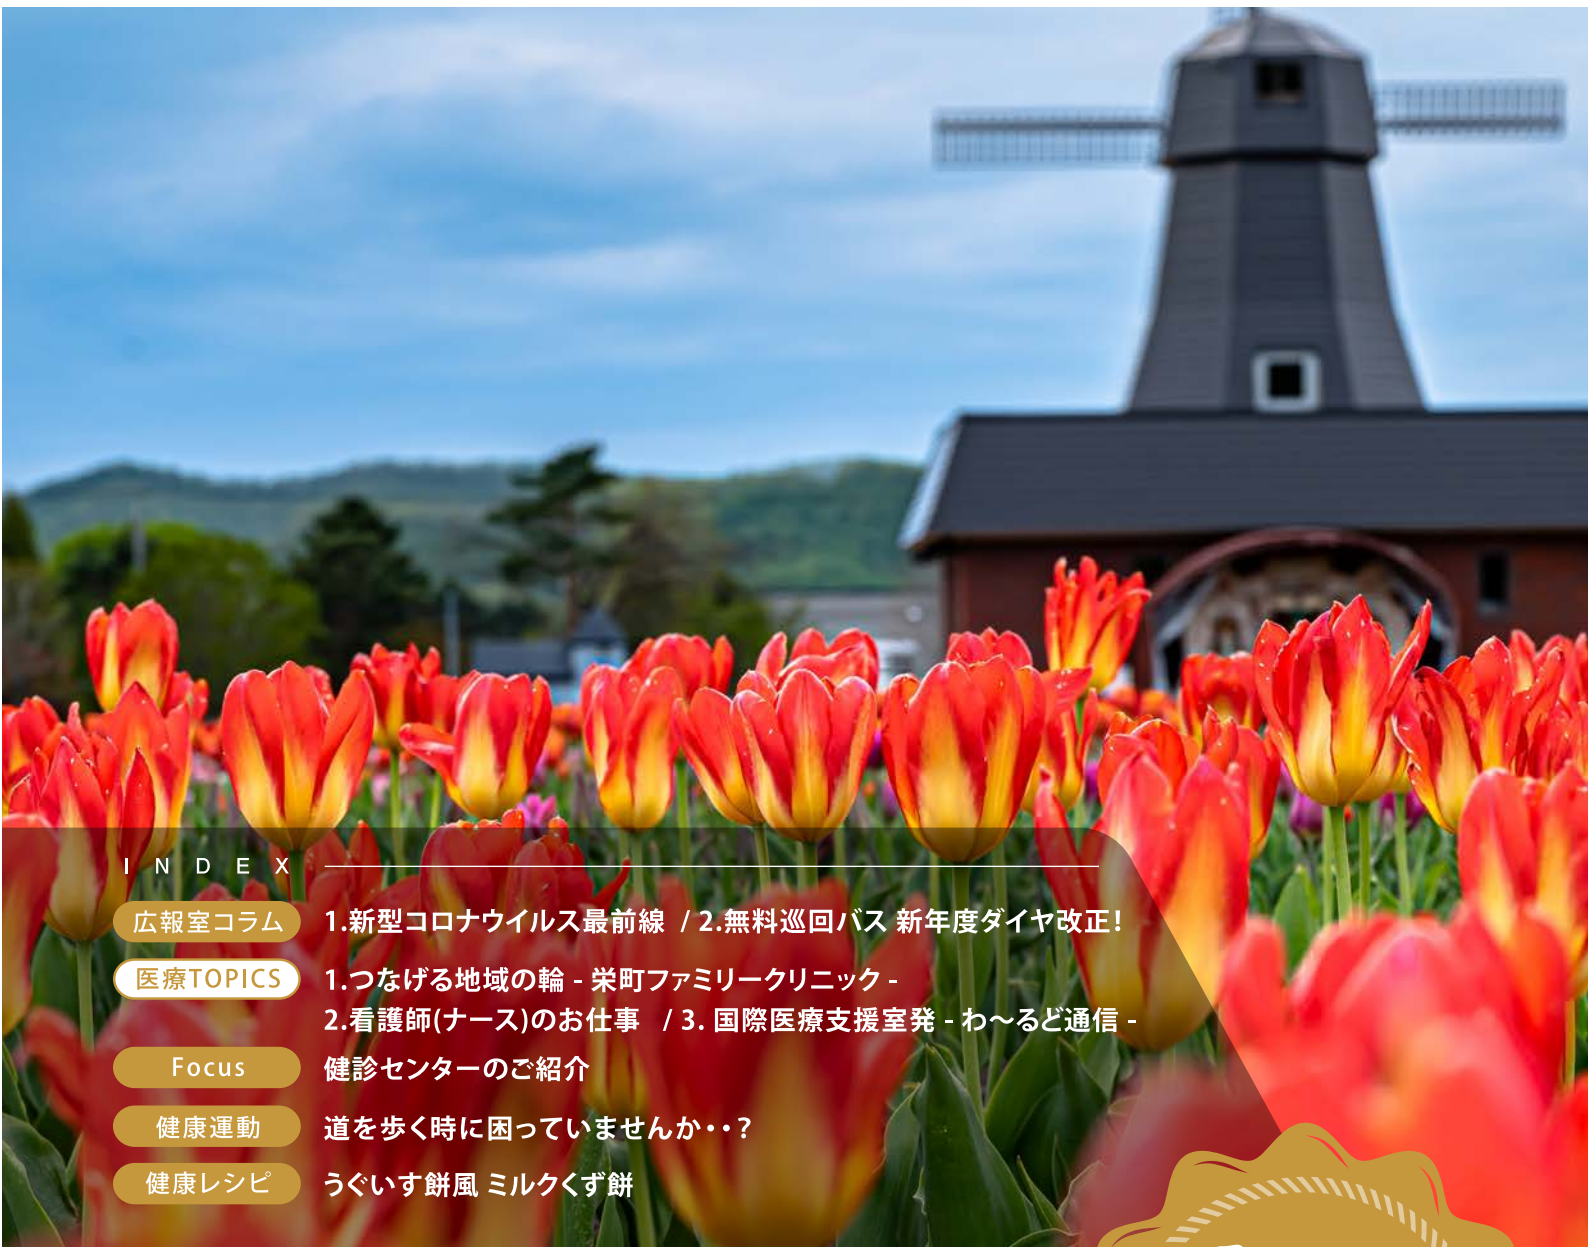 INDEX
広報室コラム 1.新型コロナウイルス最前線 / 2.無料巡回バス 新年度ダイヤ改正!
医療TOPICS 1.つなげる地域の輪 - 栄町ファミリークリニック -
2.看護師(ナース)のお仕事 / 3. 国際医療支援室発 - わ〜るど通信 -
Focus 健診センターのご紹介
健康運動 道を歩く時に困っていませんか・・?
健康レシピ うぐいす餅風 ミルクくず餅